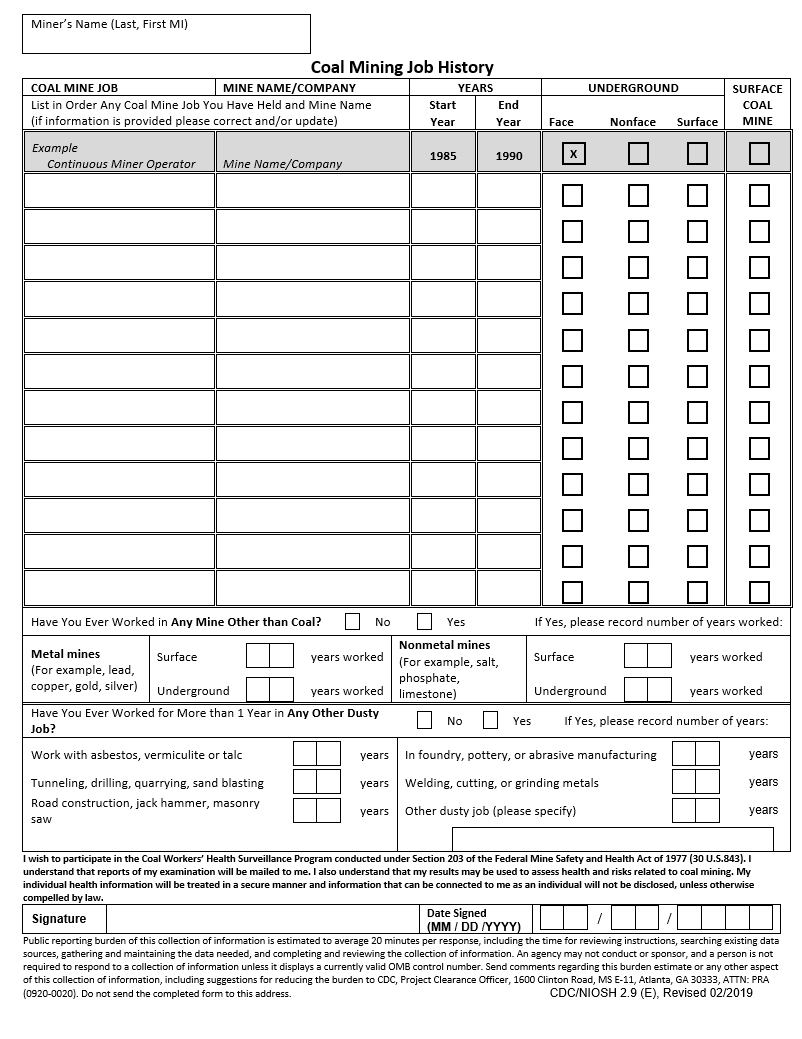 Miner’s Name (Last, First MI)
Coal Mining Job History
COAL MINE JOB MINE NAME/COMPANY YEARS UNDERGROUND SURFACE COAL MINE
List in Order Any Coal Mine Job You Have Held and Mine Name
(if information is provided please correct and/or update)
Start Year End Year Face Nonface Surface
Example
Continuous Miner Operator Mine Name/Company 1985 1990 X
Have You Ever Worked in Any Mine Other than Coal? No Yes If Yes, please record number of years worked:
Metal mines
(For example, lead,
copper, gold, silver)
Surface years worked
Underground years worked
Nonmetal mines
(For example, salt,
phosphate,
limestone)
Surface years worked
Underground years worked
Have You Ever Worked for More than 1 Year in Any Other Dusty
Job?
No Yes If Yes, please record number of years:
Work with asbestos, vermiculite or talc years
In foundry, pottery, or abrasive manufacturing years
Tunneling, drilling, quarrying, sand blasting years
Welding, cutting, or grinding metals years
Road construction, jack hammer, masonry
saw
years
Other dusty job (please specify) years
I wish to participate in the Coal Workers’ Health Surveillance Program conducted under Section 203 of the Federal Mine Safety and Health Act of 1977 (30 U.S.843). I
understand that reports of my examination will be mailed to me. I also understand that my results may be used to assess health and risks related to coal mining. My
individual health information will be treated in a secure manner and information that can be connected to me as an individual will not be disclosed, unless otherwise
compelled by law.
Signature
Date Signed
(MM / DD /YYYY)
/ /
Public reporting burden of this collection of information is estimated to average 20 minutes per response, including the time for reviewing instructions, searching existing data
sources, gathering and maintaining the data needed, and completing and reviewing the collection of information. An agency may not conduct or sponsor, and a person is not
required to respond to a collection of information unless it displays a currently valid OMB control number. Send comments regarding this burden estimate or any other aspect
of this collection of information, including suggestions for reducing the burden to CDC, Project Clearance Officer, 1600 Clinton Road, MS E-11, Atlanta, GA 30333, ATTN: PRA
(0920-0020). Do not send the completed form to this address.
CDC/NIOSH 2.9 (E), Revised 02/2019